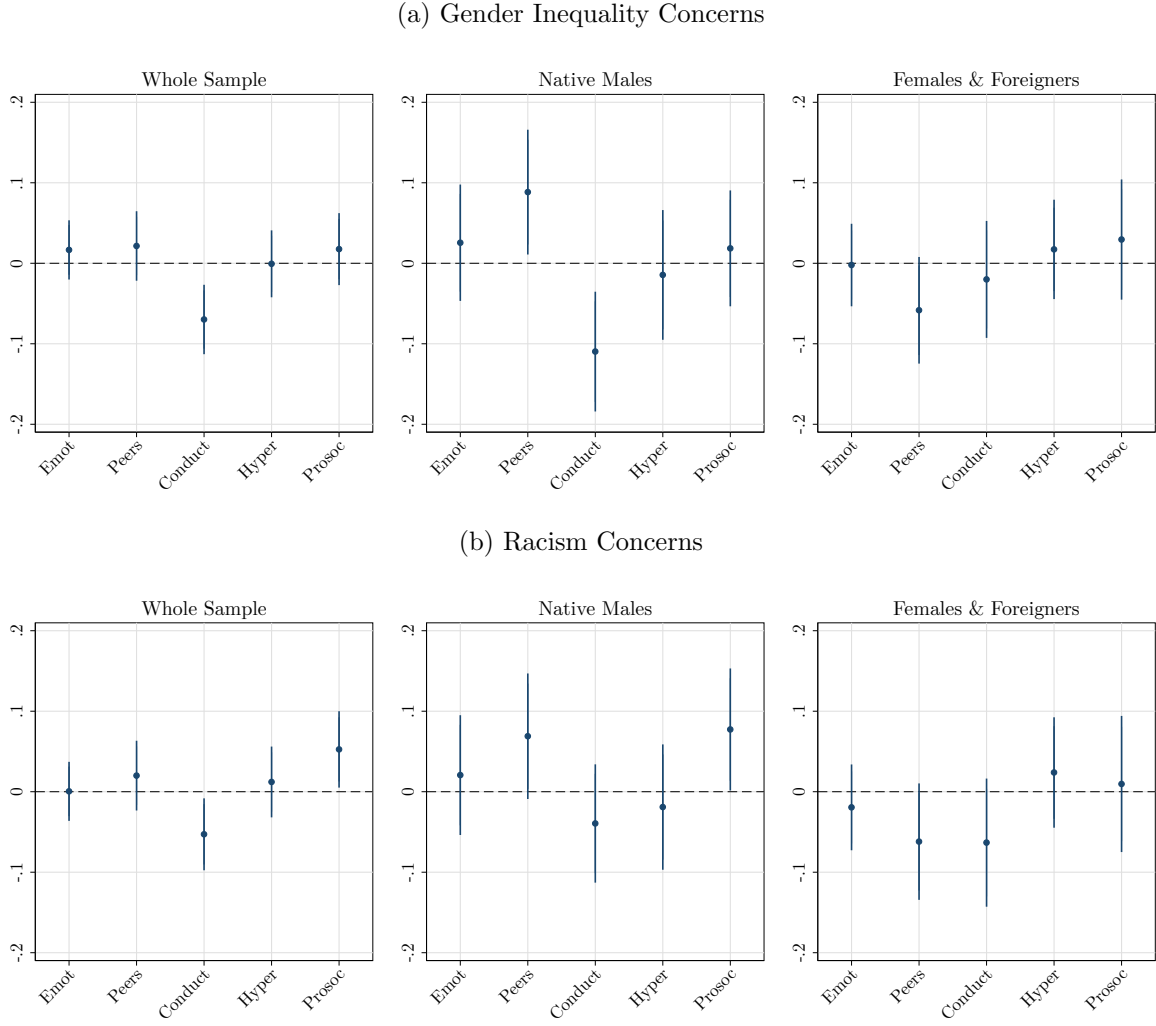 (a) Gender Inequality Concerns
Whole Sample
.2
.1
0
-.1
-.2
Emot
Peers
Conduct
Hyper
Prosoc
Native Males
.2
.1
0
-.1
-.2
Emot
Peers
Conduct
Hyper
Prosoc
Females & Foreigners
.2
.1
0
-.1
-.2
Emot
Peers
Conduct
Hyper
Prosoc
(b) Racism Concerns
Whole Sample
.2
.1
0
-.1
-.2
Emot
Peers
Conduct
Hyper
Prosoc
Native Males
.2
.1
0
-.1
-.2
Emot
Peers
Conduct
Hyper
Prosoc
Females & Foreigners
.2
.1
0
-.1
-.2
Emot
Peers
Conduct
Hyper
Prosoc